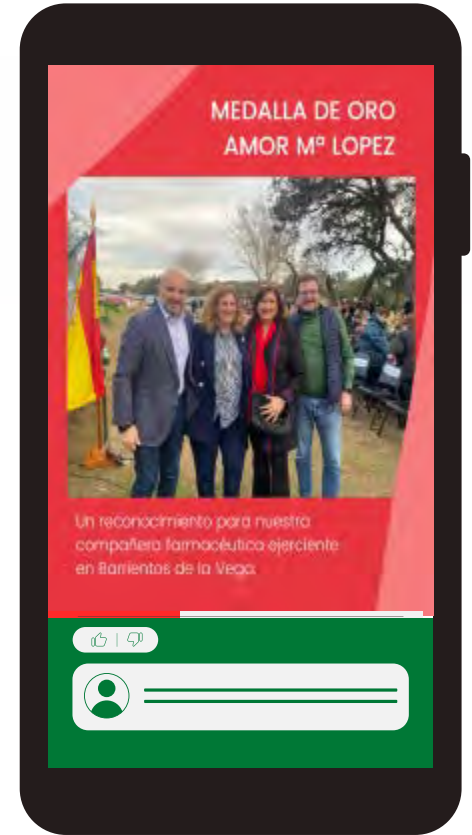 MEDALLA DE ORO
AMOR Mª LOPEZ
Un reconocimiento para nuestra
compañera farmacéutica ejerciente
en Barrientos de la Vega.